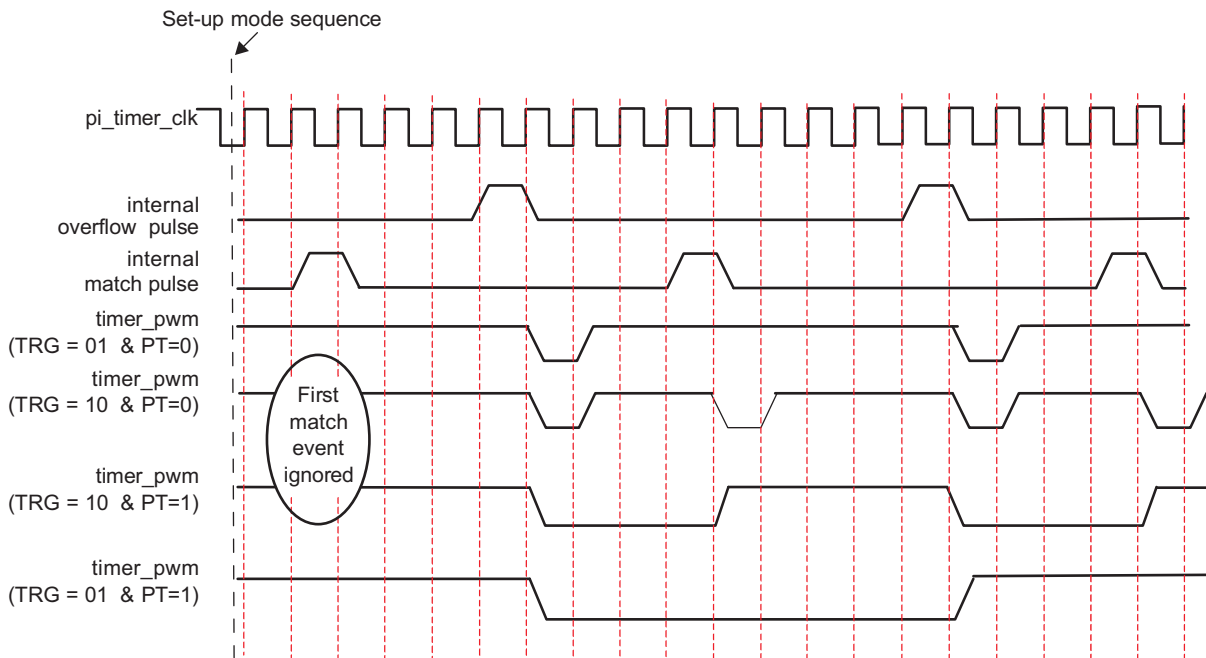 Set-up mode sequence
pi_timer_clk
internal
overflow pulse
internal
match pulse
timer_pwm
(TRG = 01 & PT=0)
timer_pwm
(TRG = 10 & PT=0)
First
match
event
ignored
timer_pwm
(TRG = 10 & PT=1)
timer_pwm
(TRG = 01 & PT=1)